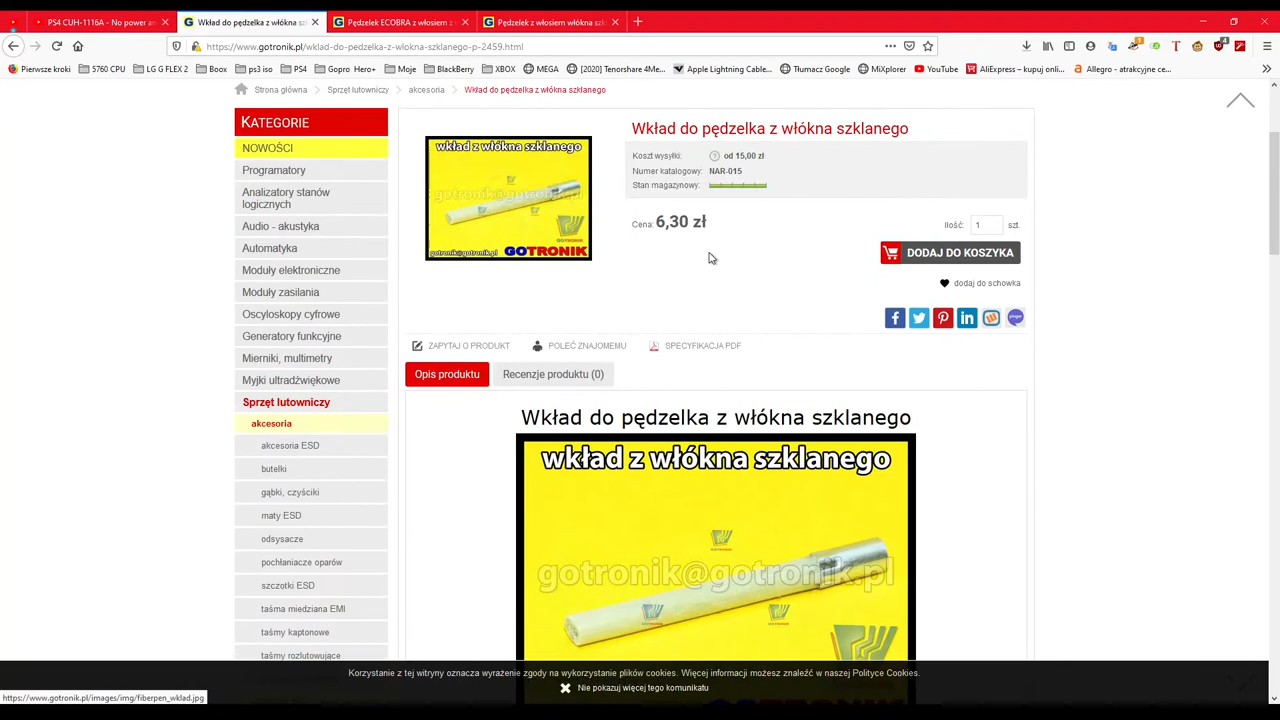 PS4 CUH-1116A - No power an
Wkład do pędzelka z włókna szk
Pędzelek ECOBRA z włosiem z w
Pędzelek z włosiem włókna szkl
https://www.gotronik.pl/wklad-do-pedzelka-z-wlokna-szklanego-p-2459.html
Pierwsze kroki
5760 CPU
LG G FLEX 2
Boox
ps3 iso
PS4
Gopro Hero+
Moje
BlackBerry
XBOX
MEGA
[2020] Tenorshare 4Me...
Apple Lightning Cable...
Tłumacz Google
MiXplorer
YouTube
AliExpress – kupuj onli...
Allegro - atrakcyjne ce...
Strona główna
Sprzęt lutowniczy
akcesoria
Wkład do pędzelka z włókna szklanego
KATEGORIE
NOWOŚCI
Programatory
Analizatory stanów
logicznych
Audio - akustyka
Automatyka
Moduły elektroniczne
Moduły zasilania
Oscyloskopy cyfrowe
Generatory funkcyjne
Mierniki, multimetry
Myjki ultradźwiękowe
Sprzęt lutowniczy
akcesoria
akcesoria ESD
butelki
gąbki, czyściki
maty ESD
odsysacze
pochłaniacze oparów
szczotki ESD
taśma miedziana EMI
taśmy kaptonowe
taśmy rozlutowujące
wkład z włókna szklanego
gotronik@gotronik.pl
gotronik@gotronik.pl
GOTRONIK
Wkład do pędzelka z włókna szklanego
Koszt wysyłki: od 15,00 zł
Numer katalogowy: NAR-015
Stan magazynowy:
Cena: 6,30 zł
Ilość: 1 szt.
DODAJ DO KOSZYKA
dodaj do schowka
ZAPYTAJ O PRODUKT
POLEĆ ZNAJOMEMU
SPECYFIKACJA PDF
Opis produktu
Recenzje produktu (0)
Wkład do pędzelka z włókna szklanego
wkład z włókna szklanego
gotronik@gotronik.pl
Korzystanie z tej witryny oznacza wyrażenie zgody na wykorzystanie plików cookies. Więcej informacji możesz znaleźć w naszej Polityce Cookies.
Nie pokazuj więcej tego komunikatu
https://www.gotronik.pl/images/img/fiberpen_wklad.jpg